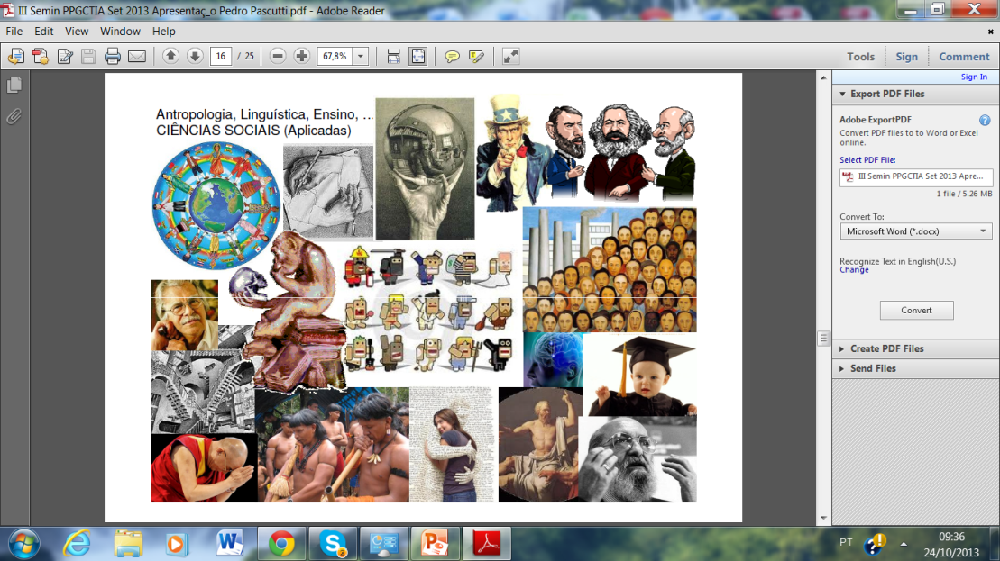 III Semin PPGCTIA Set 2013 Apresentaç_o Pedro Pascutti.pdf - Adobe Reader
File Edit View Window Help
16 / 25 67,8% Tools Sign Comment
Sign In
Export PDF Files
Adobe ExportPDF
Convert PDF files to to Word or Excel
online.
Select PDF File:
III Semin PPGCTIA Set 2013 Apre...
1 file / 5.26 MB
Convert To:
Microsoft Word (*.docx)
Recognize Text in English(U.S.)
Change
Convert
Create PDF Files
Send Files
Antropologia, Linguística, Ensino, ...
CIÊNCIAS SOCIAIS (Aplicadas)
PT 09:36
24/10/2013